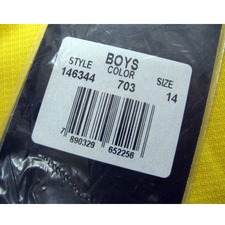 BOYS
STYLE COLOR SIZE
146344 703 14
7 890329 652256